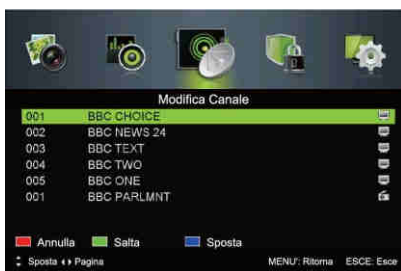 Modifica Canale
001 BBC CHOICE
002 BBC NEWS 24
003 BBC TEXT
004 BBC TWO
005 BBC ONE
001 BBC PARLMNT
Annulla Salta Sposta
Sposta Pagina MENU': Ritorna ESCE: Esce